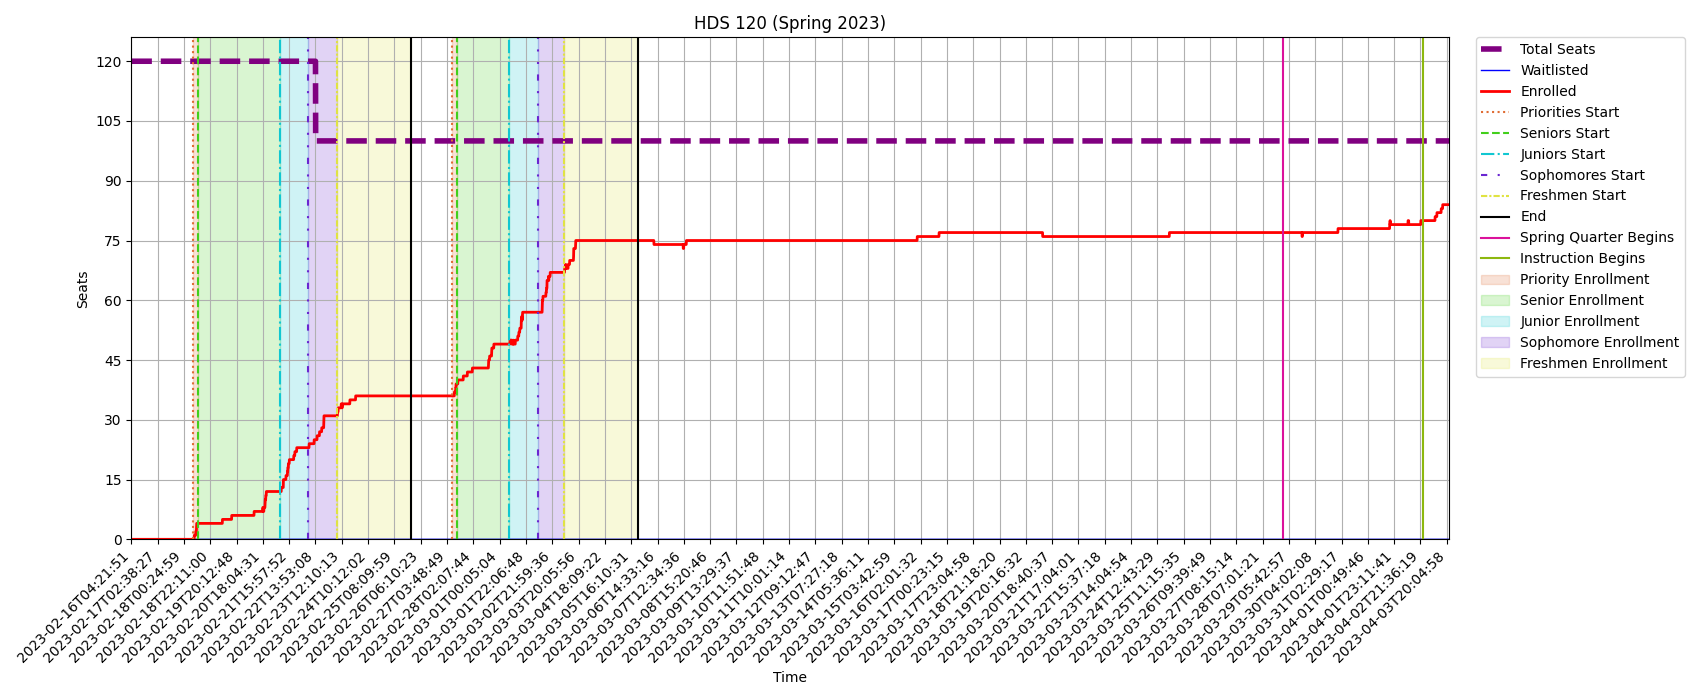 HDS 120 (Spring 2023)
Seats
120
105
90
75
60
45
30
15
0
2023-02-16T04:21:51
2023-02-17T02:38:27
2023-02-18T00:24:59
2023-02-18T22:11:00
2023-02-19T20:12:48
2023-02-20T18:04:31
2023-02-21T15:57:52
2023-02-22T13:53:08
2023-02-23T12:10:13
2023-02-24T10:12:02
2023-02-25T08:09:59
2023-02-26T06:10:23
2023-02-27T03:48:49
2023-02-28T02:07:44
2023-03-01T00:05:04
2023-03-01T22:06:48
2023-03-02T21:59:36
2023-03-03T20:05:56
2023-03-04T18:09:22
2023-03-05T16:10:31
2023-03-06T14:33:16
2023-03-07T12:34:36
2023-03-08T15:20:46
2023-03-09T13:29:37
2023-03-10T11:51:48
2023-03-11T10:01:14
2023-03-12T09:12:47
2023-03-13T07:27:18
2023-03-14T05:36:11
2023-03-15T03:42:59
2023-03-16T02:01:32
2023-03-17T00:23:15
2023-03-17T23:04:58
2023-03-18T21:18:20
2023-03-19T20:16:32
2023-03-20T18:40:37
2023-03-21T17:04:01
2023-03-22T15:37:18
2023-03-23T14:04:54
2023-03-24T12:43:29
2023-03-25T11:15:35
2023-03-26T09:39:49
2023-03-27T08:15:14
2023-03-28T07:01:21
2023-03-29T05:42:57
2023-03-30T04:02:08
2023-03-31T02:29:17
2023-04-01T00:49:46
2023-04-01T23:11:41
2023-04-02T21:36:19
2023-04-03T20:04:58
Time
Total Seats
Waitlisted
Enrolled
Priorities Start
Seniors Start
Juniors Start
Sophomores Start
Freshmen Start
End
Spring Quarter Begins
Instruction Begins
Priority Enrollment
Senior Enrollment
Junior Enrollment
Sophomore Enrollment
Freshmen Enrollment